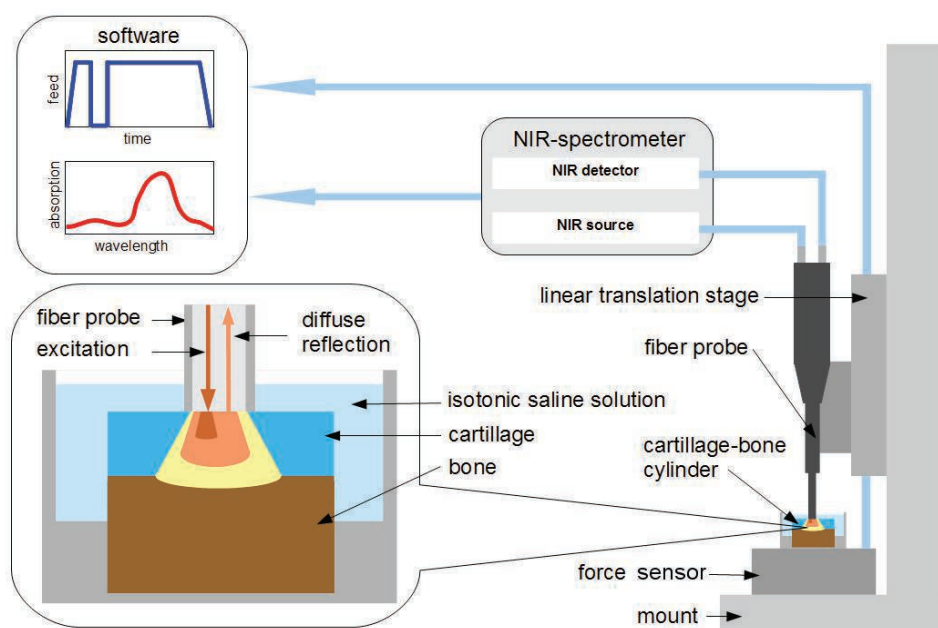 software
feed
time
absorption
wavelength
NIR-spectrometer
NIR detector
NIR source
linear translation stage
fiber probe
cartillage-bone
cylinder
force sensor
mount
fiber probe
excitation
diffuse
reflection
isotonic saline solution
cartillage
bone